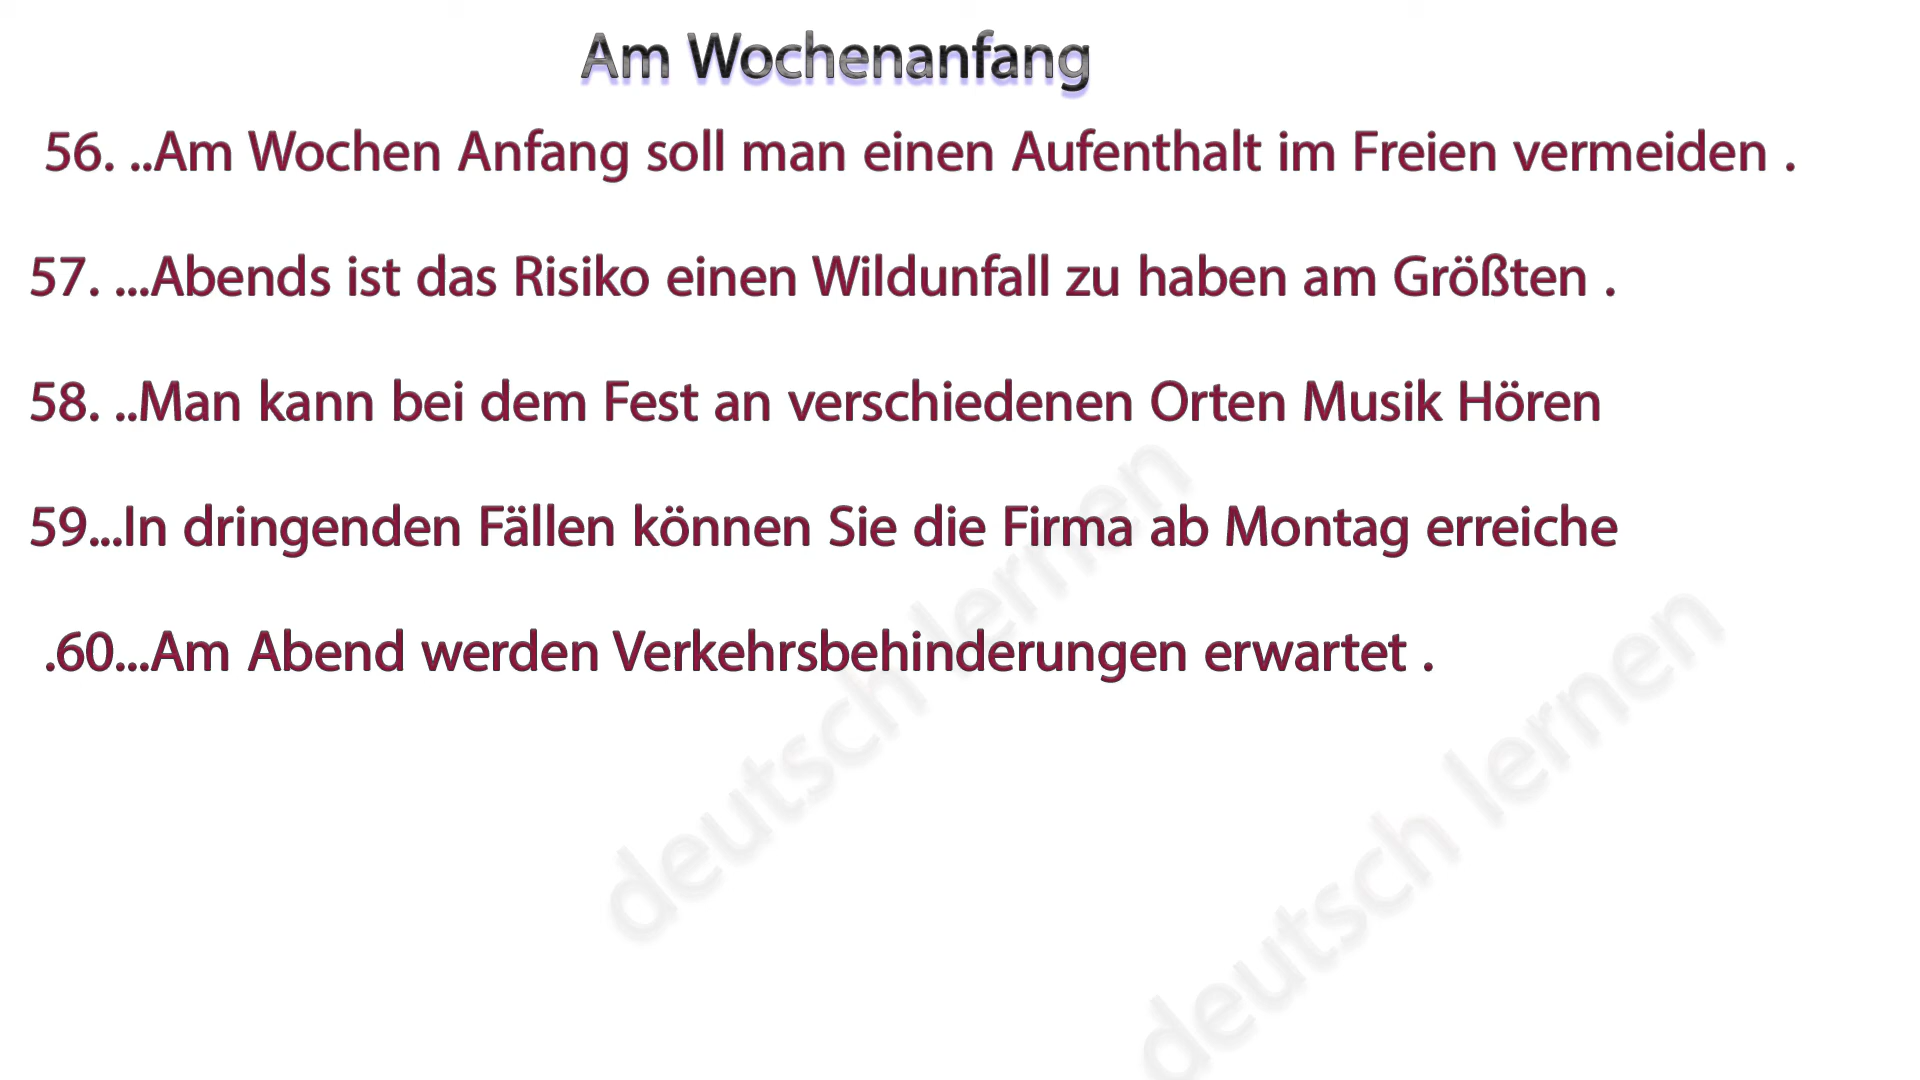 Am Wochenanfang
56. ..Am Wochen Anfang soll man einen Aufenthalt im Freien vermeiden .
57. ...Abends ist das Risiko einen Wildunfall zu haben am Größten .
58. ..Man kann bei dem Fest an verschiedenen Orten Musik Hören
59...In dringenden Fällen können Sie die Firma ab Montag erreiche
.60...Am Abend werden Verkehrsbehinderungen erwartet .
deutsch lernen
deutsch lernen